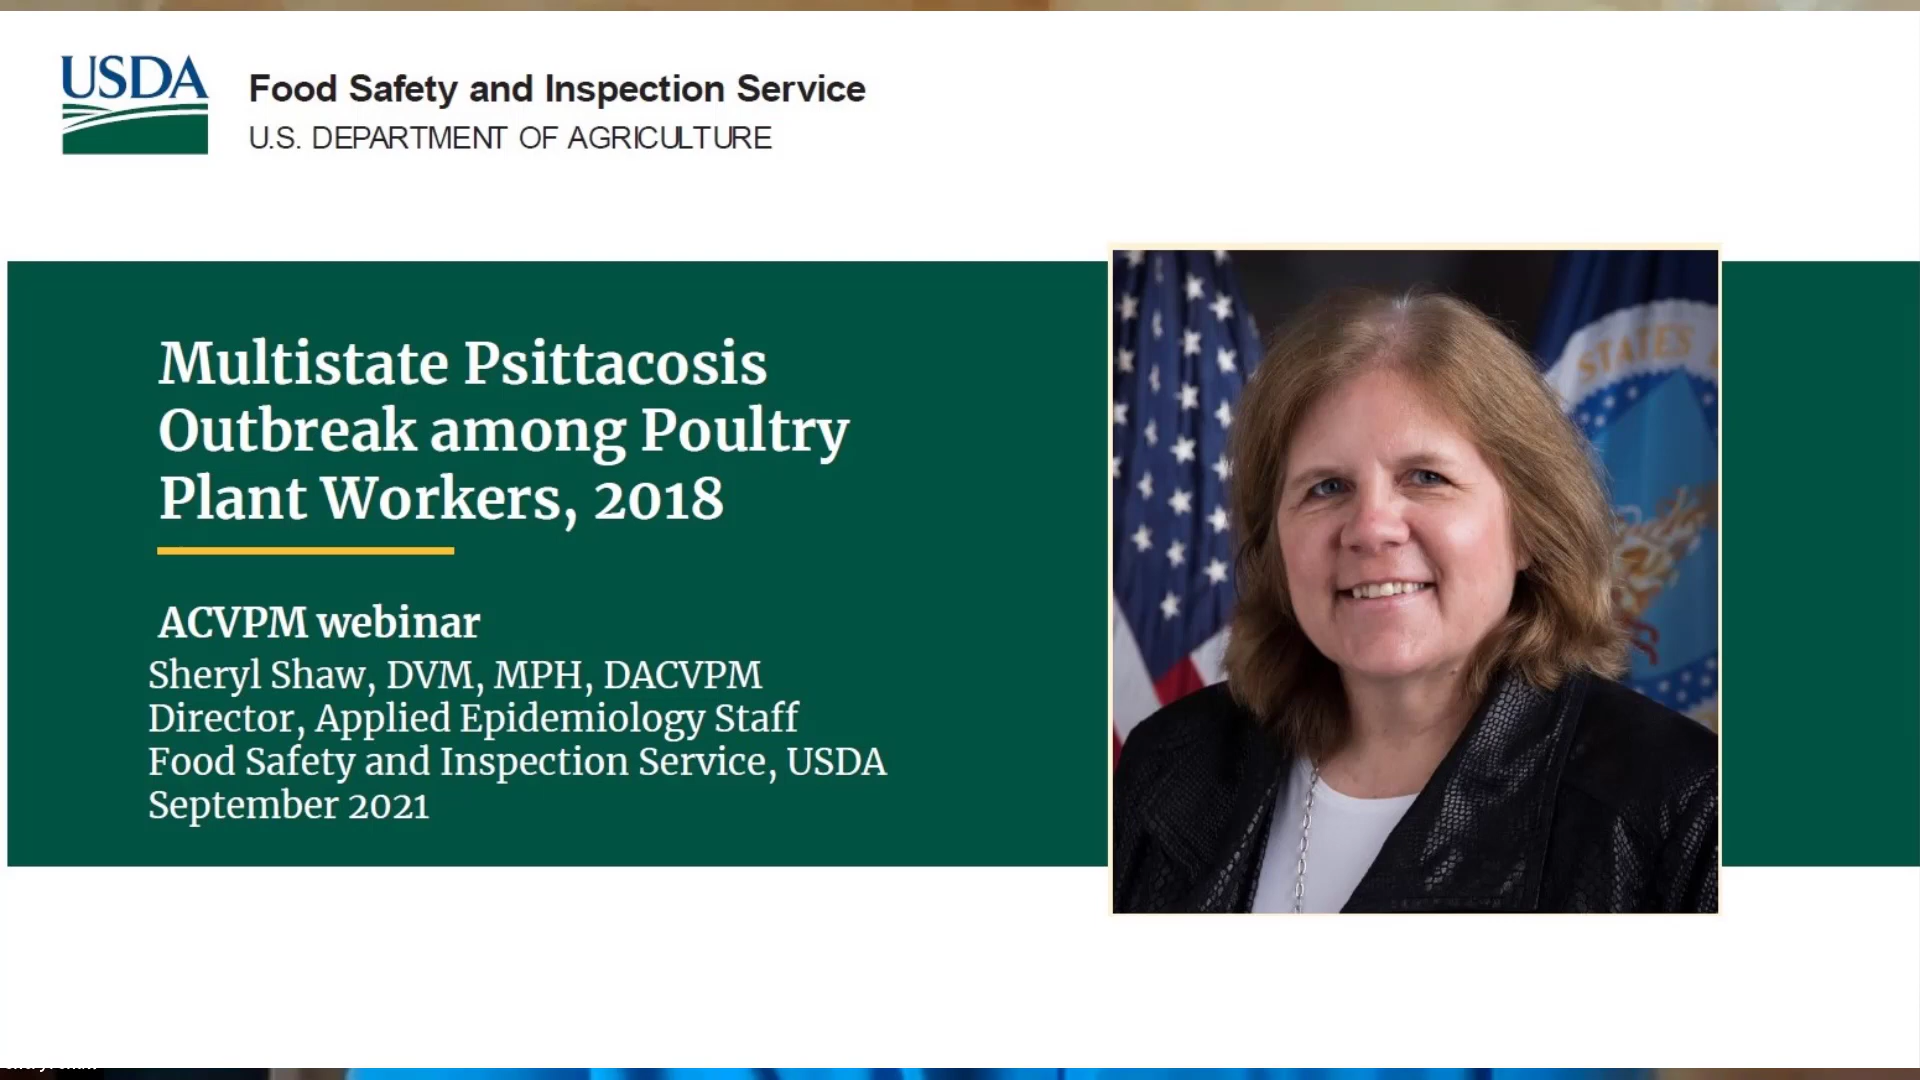 USDA
Food Safety and Inspection Service
U.S. DEPARTMENT OF AGRICULTURE
Multistate Psittacosis
Outbreak among Poultry
Plant Workers, 2018
ACVPM webinar
Sheryl Shaw, DVM, MPH, DACVPM
Director, Applied Epidemiology Staff
Food Safety and Inspection Service, USDA
September 2021
STATES